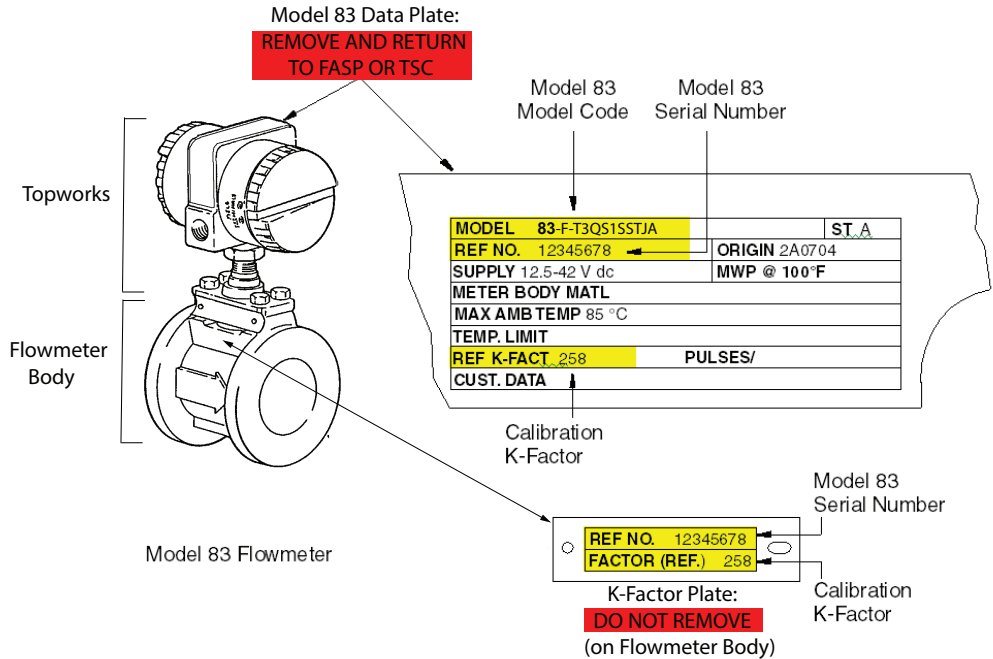 Model 83 Data Plate:
REMOVE AND RETURN
TO FASP OR TSC
Model 83
Model Code
Model 83
Serial Number
Topworks
Flowmeter
Body
MODEL 83-F-T3QS1SSTJA
ST A
REF NO. 12345678
ORIGIN 2A0704
SUPPLY 12.5-42 V dc
MWP @ 100°F
METER BODY MATL
MAX AMB TEMP 85 °C
TEMP. LIMIT
REF K-FACT 258
PULSES/
CUST. DATA
Calibration
K-Factor
Model 83 Flowmeter
Model 83
Serial Number
REF NO. 12345678
FACTOR (REF.) 258
Calibration
K-Factor
K-Factor Plate:
DO NOT REMOVE
(on Flowmeter Body)